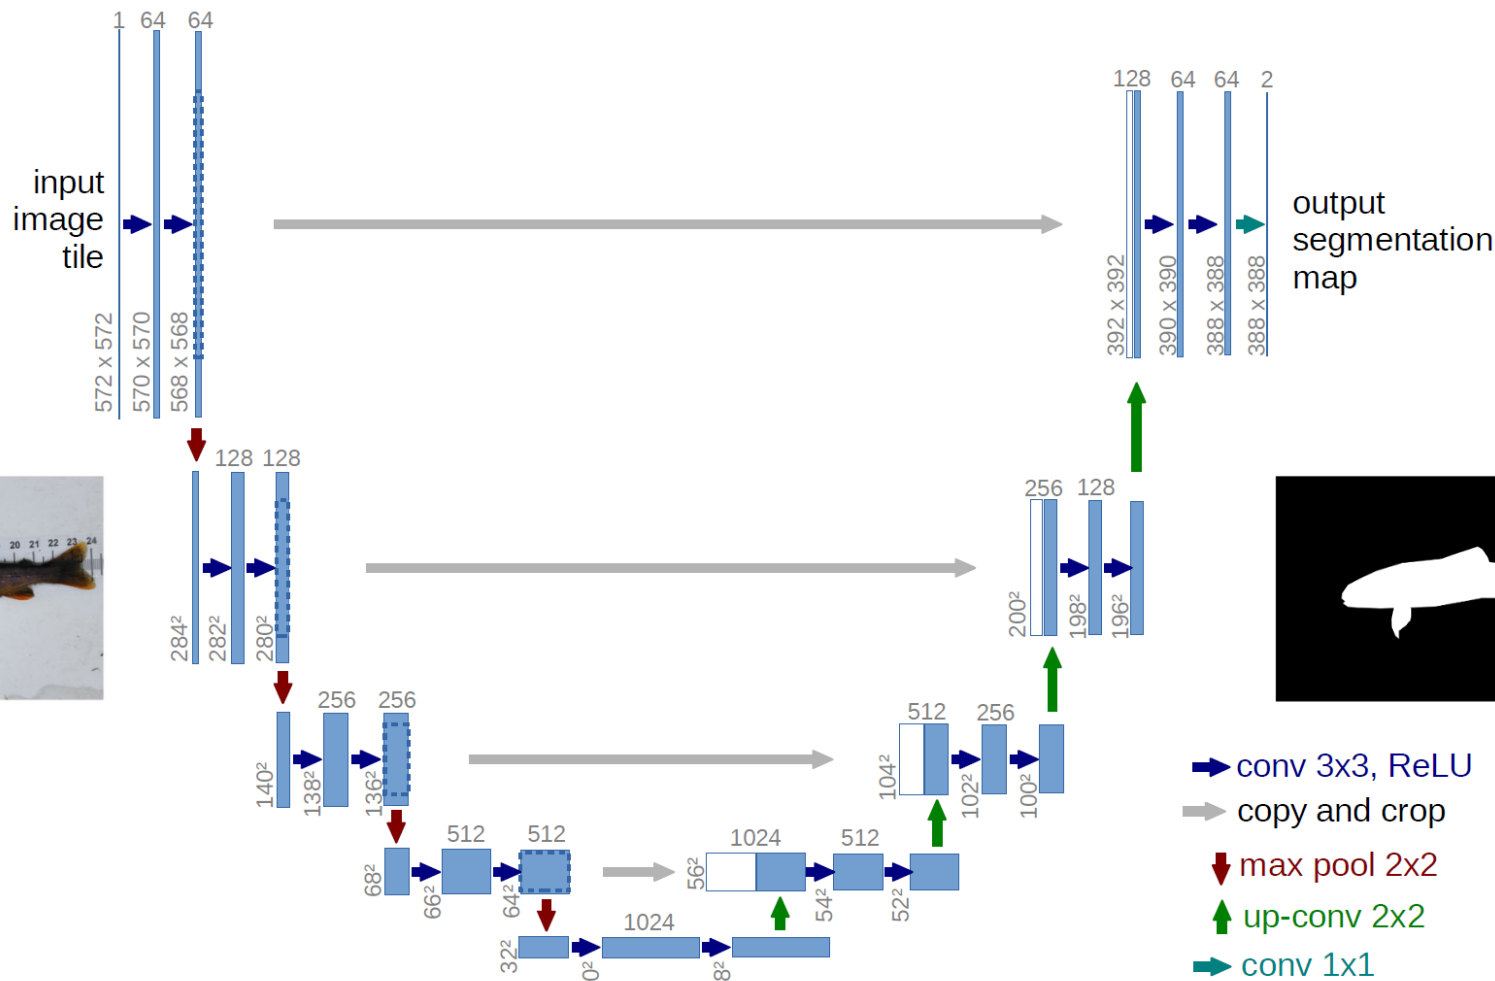 1 64 64
128 64 64 2
input
image
tile
output
segmentation
map
572 x 572
570 x 570
568 x 568
392 x 392
390 x 390
388 x 388
388 x 388
128 128
256 128
20 21 22 23 24
284²
282²
280²
200²
198²
196²
256 256
512 256
140²
138²
136²
104²
102²
100²
conv 3x3, ReLU
copy and crop
max pool 2x2
up-conv 2x2
conv 1x1
512 512
1024 512
68²
66²
64²
56²
54²
52²
1024
32²
0²
8²